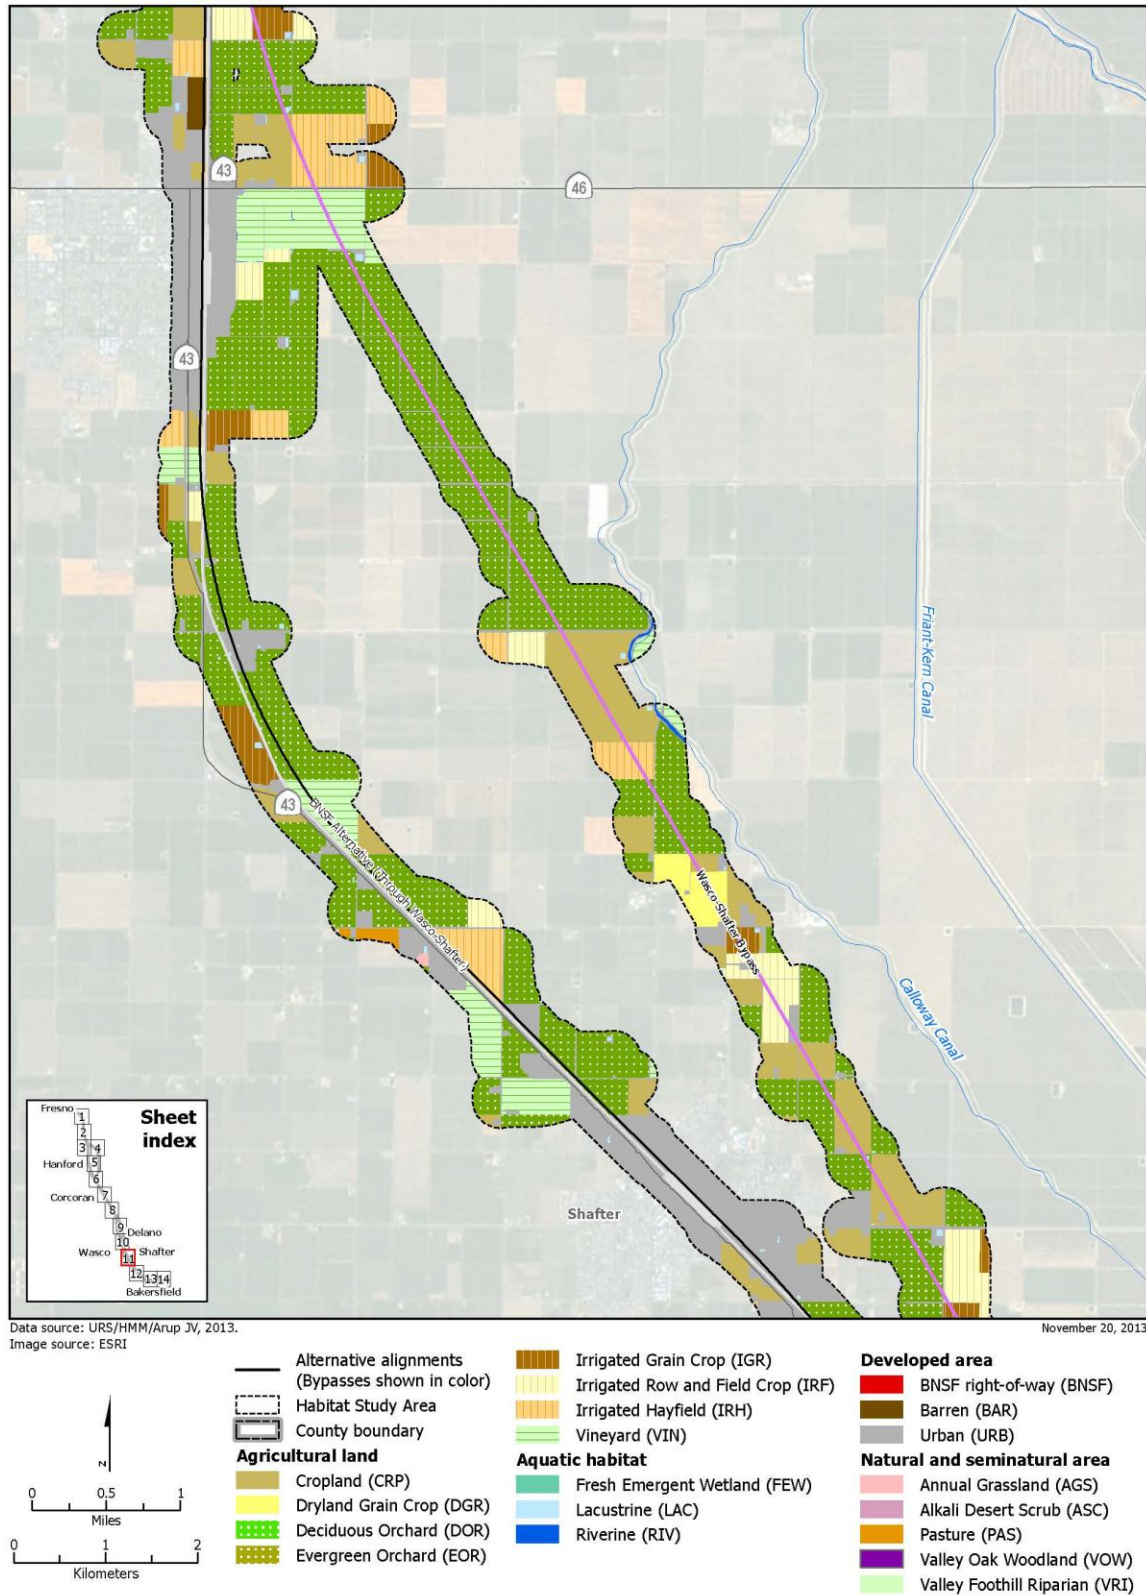 43
46
43
Friant-Kern Canal
43
BNSF Alternative (Through Wasco-Shafter)
Wasco-Shafter Bypass
Calloway Canal
Shafter
Sheet
index
Fresno
1
2
3 4
Hanford 5
6
Corcoran 7
8
9
Delano
10
Wasco 11 Shafter
12 13 14
Bakersfield
Data source: URS/HMM/Arup JV, 2013.
Image source: ESRI
November 20, 2013
N
0 0.5 1
Miles
0 1 2
Kilometers
Alternative alignments
(Bypasses shown in color)
Habitat Study Area
County boundary
Agricultural land
Cropland (CRP)
Dryland Grain Crop (DGR)
Deciduous Orchard (DOR)
Evergreen Orchard (EOR)
Irrigated Grain Crop (IGR)
Irrigated Row and Field Crop (IRF)
Irrigated Hayfield (IRH)
Vineyard (VIN)
Aquatic habitat
Fresh Emergent Wetland (FEW)
Lacustrine (LAC)
Riverine (RIV)
Developed area
BNSF right-of-way (BNSF)
Barren (BAR)
Urban (URB)
Natural and seminatural area
Annual Grassland (AGS)
Alkali Desert Scrub (ASC)
Pasture (PAS)
Valley Oak Woodland (VOW)
Valley Foothill Riparian (VRI)